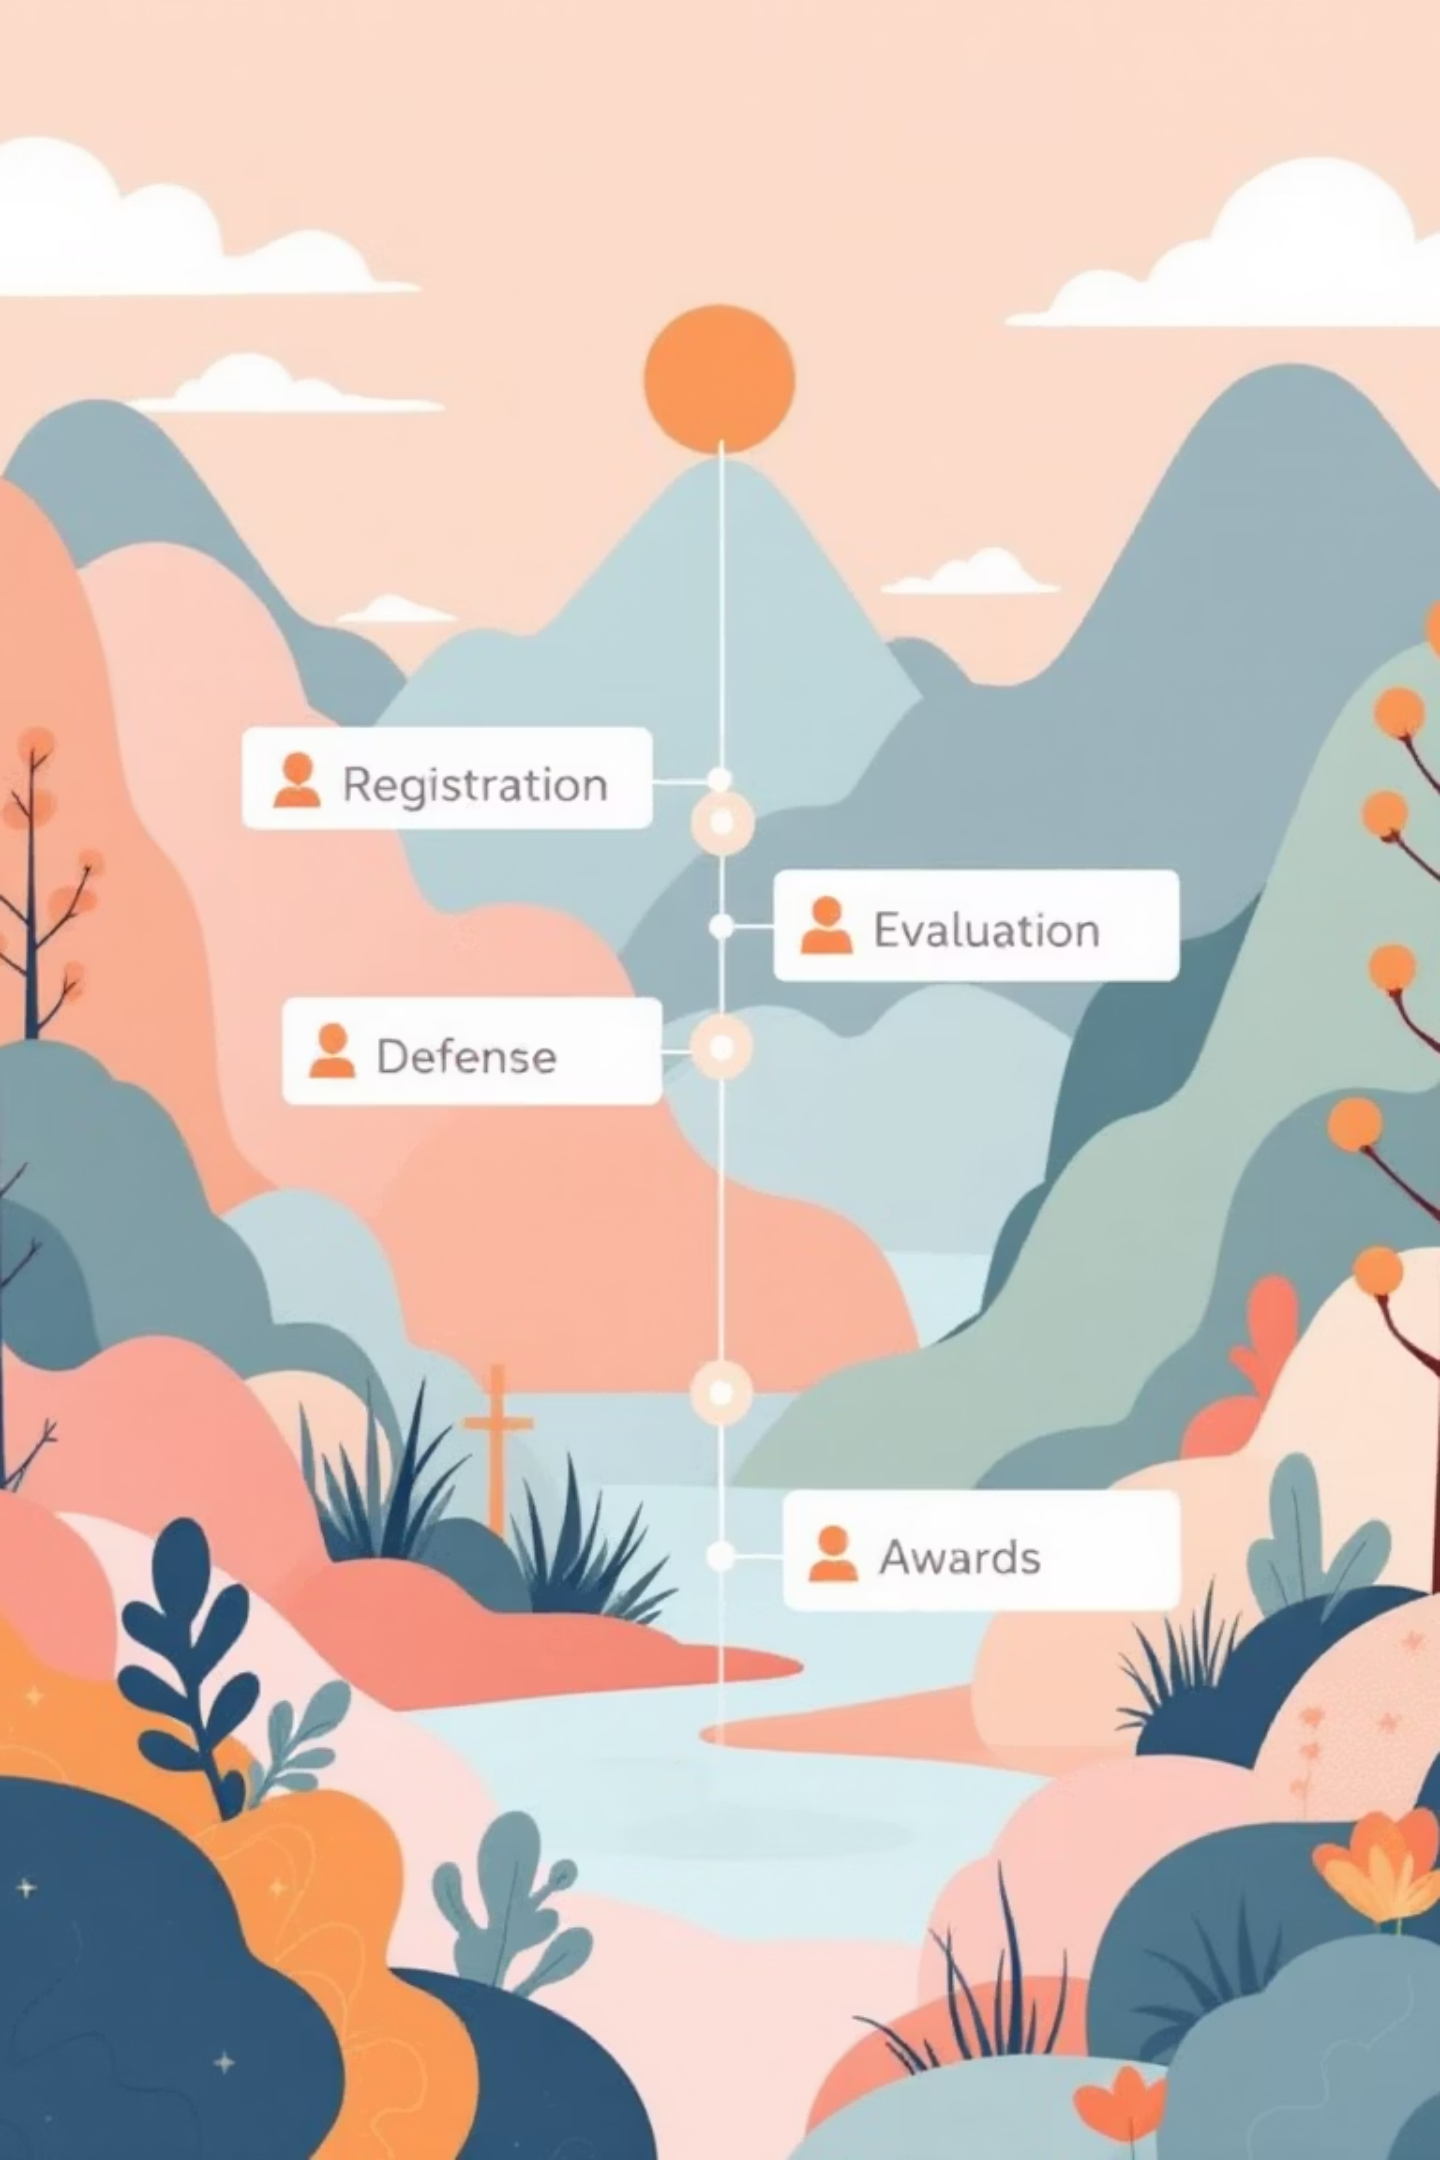 Registration
Evaluation
Defense
Awards